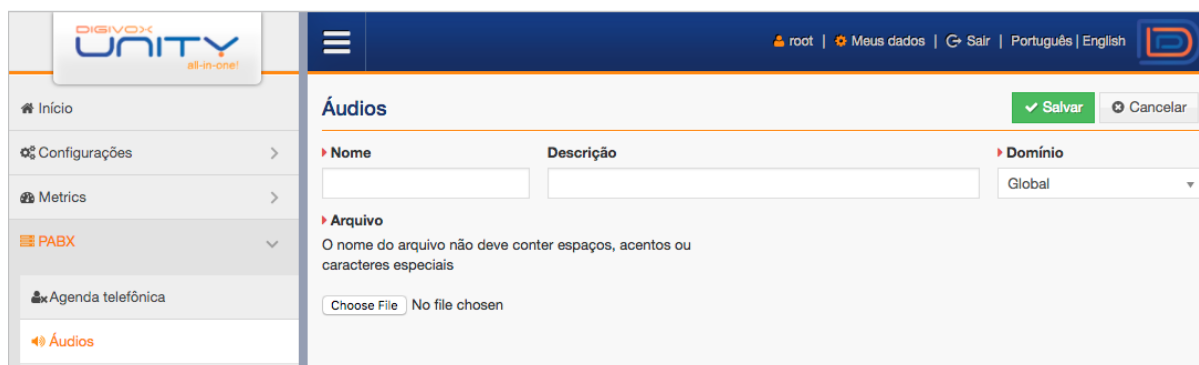 DIGIVOX
UNITY
all-in-one!
root | Meus dados | Sair | Português | English
Início
Configurações
Metrics
PABX
Agenda telefônica
Áudios
Áudios
Salvar
Cancelar
Nome
Descrição
Domínio
Global
Arquivo
O nome do arquivo não deve conter espaços, acentos ou
caracteres especiais
Choose File No file chosen